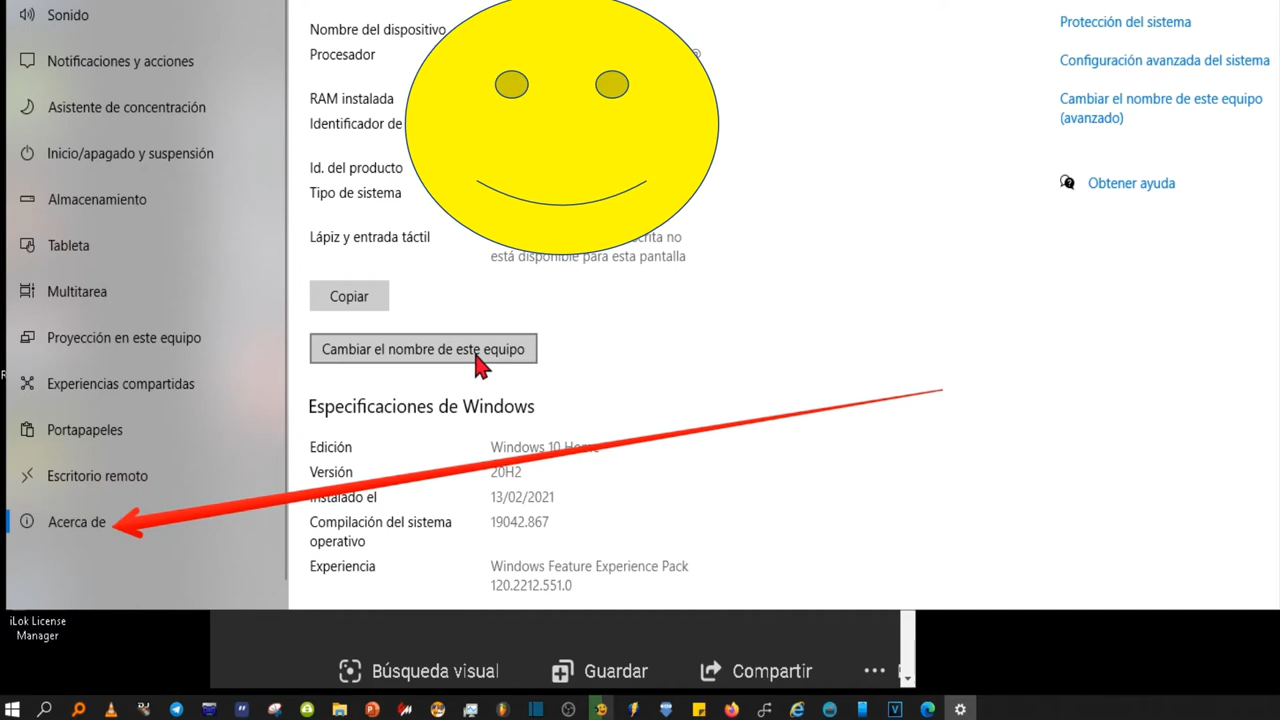 Sonido
Notificaciones y acciones
Asistente de concentración
Inicio/apagado y suspensión
Almacenamiento
Tableta
Multitarea
Proyección en este equipo
Experiencias compartidas
Portapapeles
Escritorio remoto
Acerca de
Nombre del dispositivo
Procesador
®
RAM instalada
Identificador de
Id. del producto
Tipo de sistema
Lápiz y entrada táctil
no
está disponible para esta pantalla
Copiar
Cambiar el nombre de este equipo
Especificaciones de Windows
Edición Windows 10 Home
Versión 20H2
Instalado el 13/02/2021
Compilación del sistema 19042.867
operativo
Experiencia Windows Feature Experience Pack
120.2212.551.0
Protección del sistema
Configuración avanzada del sistema
Cambiar el nombre de este equipo
(avanzado)
Obtener ayuda
iLok License
Manager
Búsqueda visual Guardar Compartir